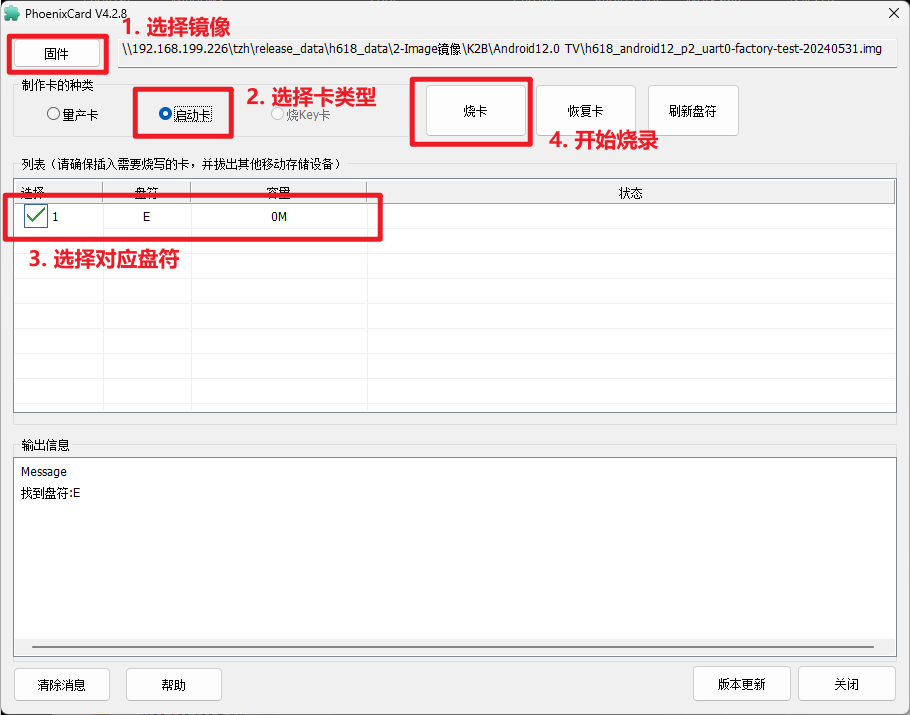 PhoenixCard V4.2.8
1. 选择镜像
固件
\\192.168.199.226\tzh\release_data\h618_data\2-Image镜像\K2B\Android12.0 TV\h618_android12_p2_uart0-factory-test-20240531.img
制作卡的种类
量产卡
启动卡
2. 选择卡类型
烧Key卡
烧卡
恢复卡
刷新盘符
4. 开始烧录
列表（请确保插入需要烧写的卡，并拔出其他移动存储设备）
选择 盘符 容量 状态
1 E 0M
3. 选择对应盘符
输出信息
Message
找到盘符:E
清除消息 帮助 版本更新 关闭